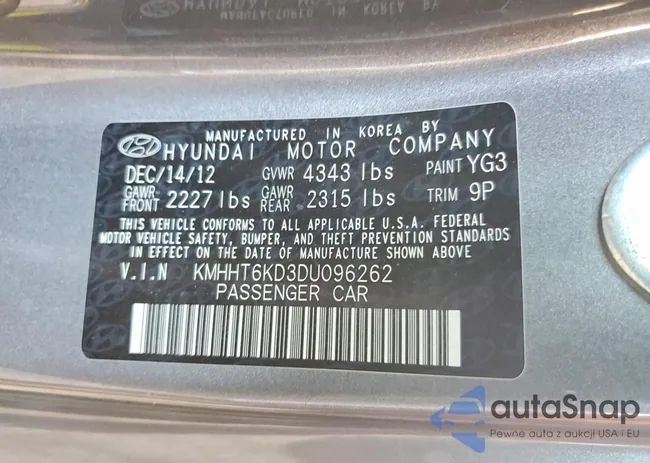 MANUFACTURED IN KOREA BY
HYUNDAI MOTOR COMPANY
DEC/14/12 GVWR 4343 lbs PAINT YG3
GAWR FRONT 2227 lbs GAWR REAR 2315 lbs TRIM 9P
THIS VEHICLE CONFORMS TO ALL APPLICABLE U.S.A. FEDERAL
MOTOR VEHICLE SAFETY, BUMPER, AND THEFT PREVENTION STANDARDS
IN EFFECT ON THE DATE OF MANUFACTURE SHOWN ABOVE.
V.I.N KMHHT6KD3DU096262
PASSENGER CAR
autaSnap
Pewne auta z aukcji USA i EU